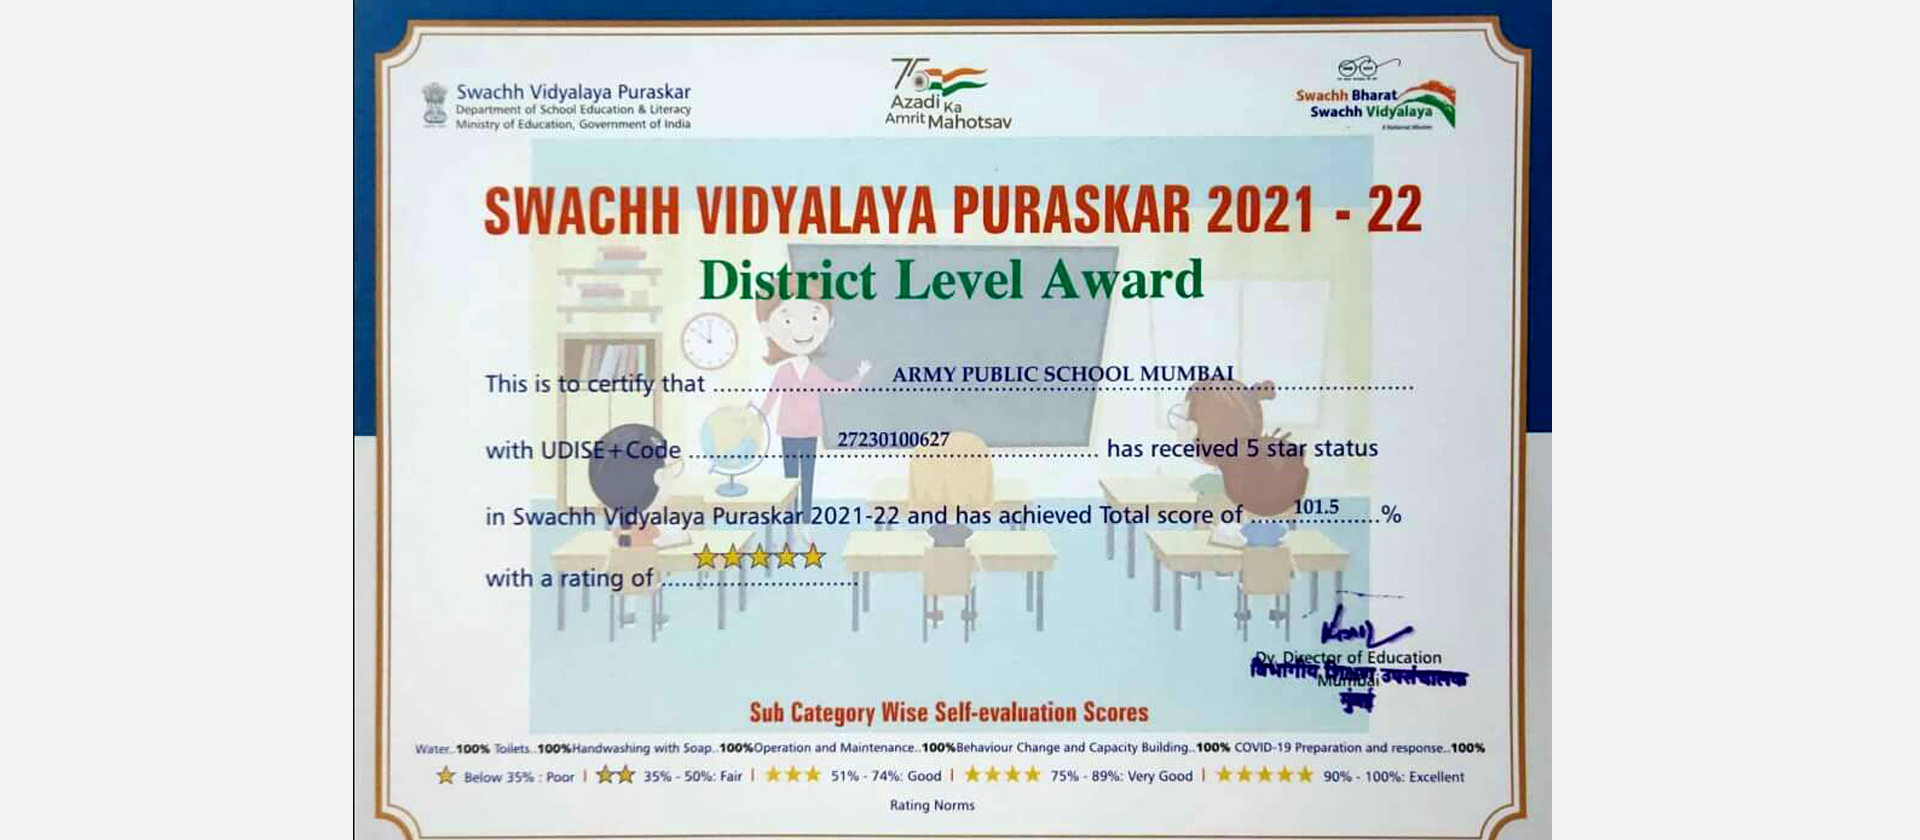 Swachh Vidyalaya Puraskar
Department of School Education & Literacy
Ministry of Education, Government of India
75
Azadi Ka
Amrit Mahotsav
Swachh Bharat
Swachh Vidyalaya
SWACHH VIDYALAYA PURASKAR 2021 - 22
District Level Award
This is to certify that ........ARMY PUBLIC SCHOOL MUMBAI........
with UDISE+Code ........27230100627........ has received 5 star status
in Swachh Vidyalaya Puraskar 2021-22 and has achieved Total score of ......101.5......%
with a rating of ........
Dy. Director of Education
Mumbai
विभागीय शिक्षण उपसंचालक
मुंबई
Sub Category Wise Self-evaluation Scores
Water..100% Toilets..100%Handwashing with Soap..100%Operation and Maintenance..100%Behaviour Change and Capacity Building..100% COVID-19 Preparation and response..100%
Below 35% : Poor | 35% - 50%: Fair | 51% - 74%: Good | 75% - 89%: Very Good | 90% - 100%: Excellent
Rating Norms